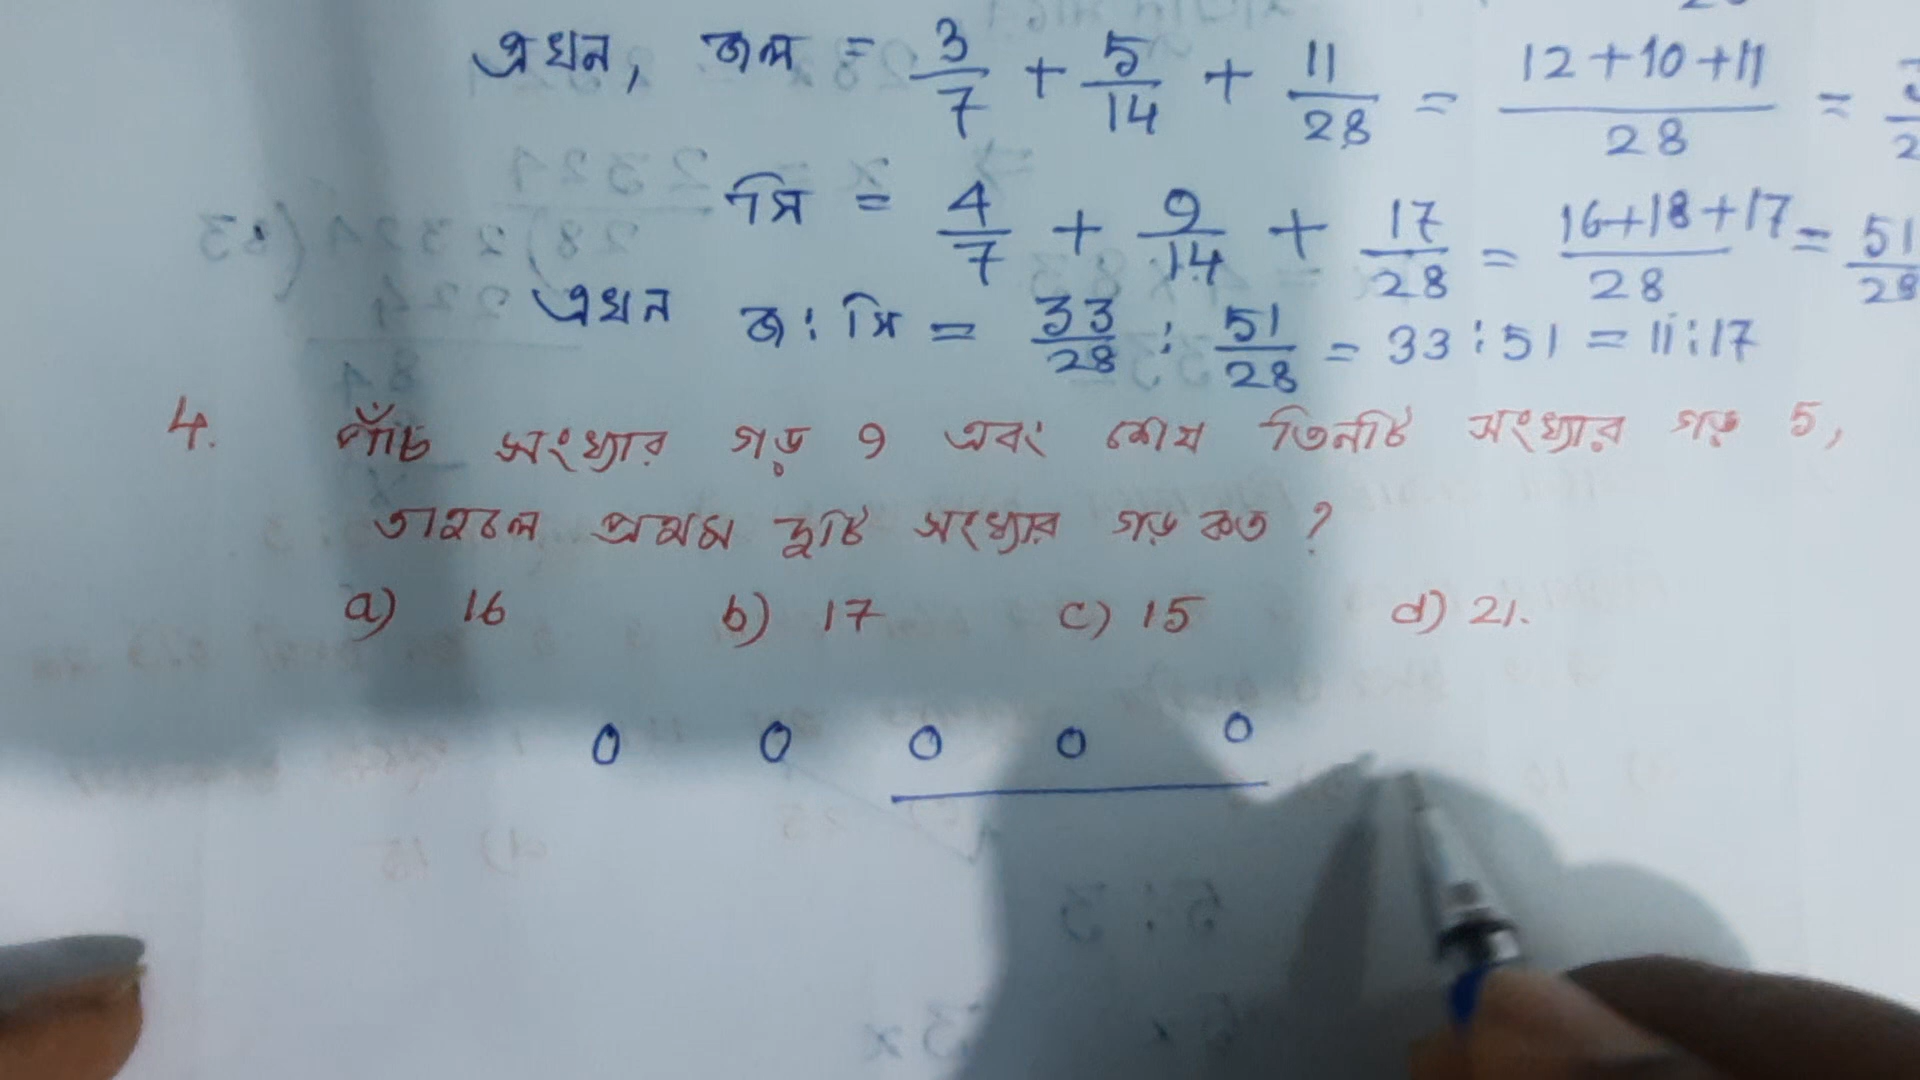 এখন, জল = 3/7 + 5/14 + 11/28 = 12+10+11/28 =
সি = 4/7 + 9/14 + 17/28 = 16+18+17/28 = 51/28
এখন জ : সি = 33/28 : 51/28 = 33:51 = 11:17
4. পাঁচ সংখ্যার গড় 9 এবং শেষ তিনটি সংখ্যার গড় 5,
তাহলে প্রথম দুটি সংখ্যার গড় কত ?
a) 16 b) 17 c) 15 d) 21.
0 0 0 0 0